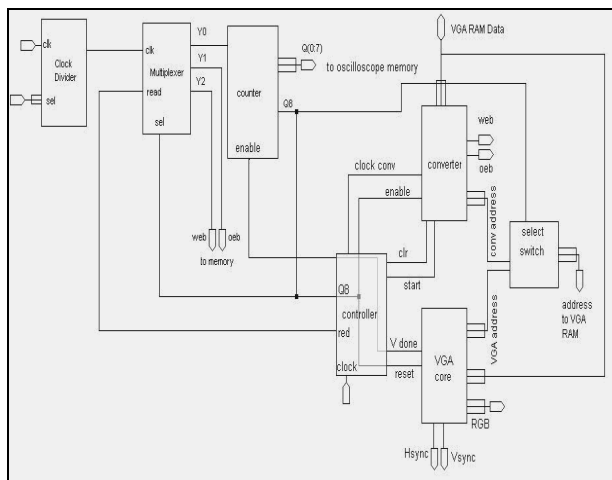 clk
Clock
Divider
sel
clk
Multiplexer
read
sel
Y0
Y1
Y2
counter
enable
Q(0:7)
to oscilloscope memory
Q8
VGA RAM Data
web
oeb
converter
clock conv
enable
clr
start
conv address
select
switch
address
to VGA
RAM
web
oeb
to memory
Q8
controller
red
clock
V done
reset
VGA
core
VGA address
RGB
Hsync
Vsync